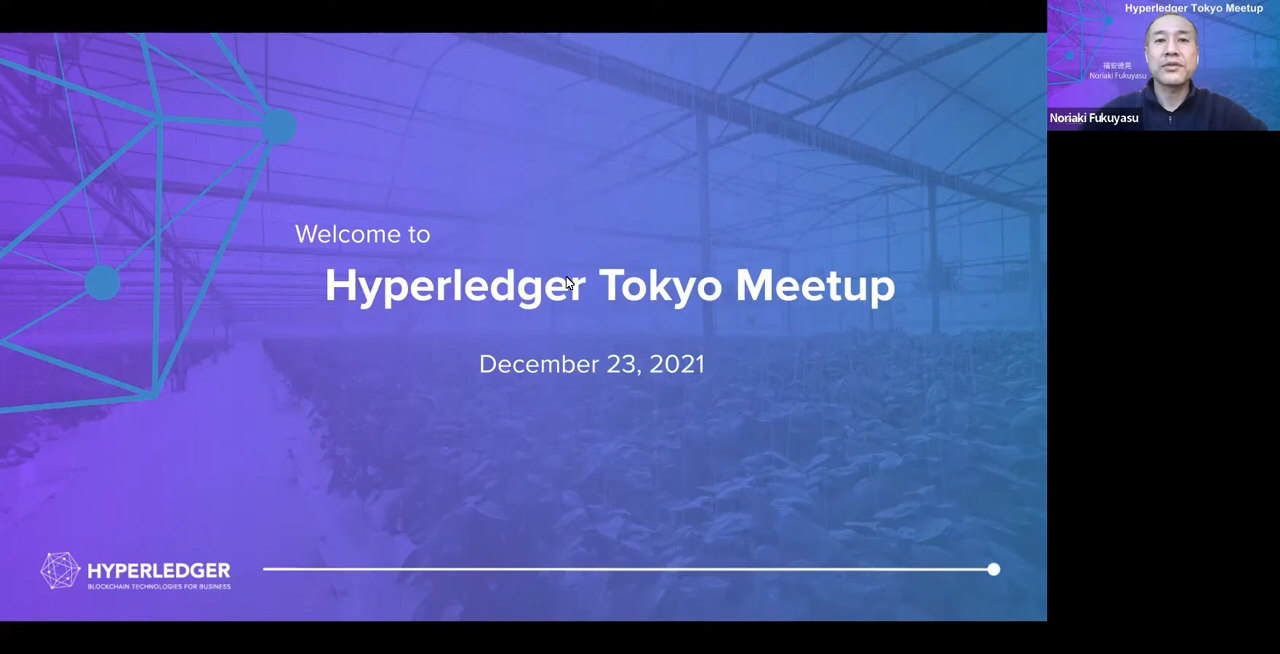 Welcome to
Hyperledger Tokyo Meetup
December 23, 2021
HYPERLEDGER
BLOCKCHAIN TECHNOLOGIES FOR BUSINESS
Hyperledger Tokyo Meetup
福安徳晃
Noriaki Fukuyasu
Noriaki Fukuyasu